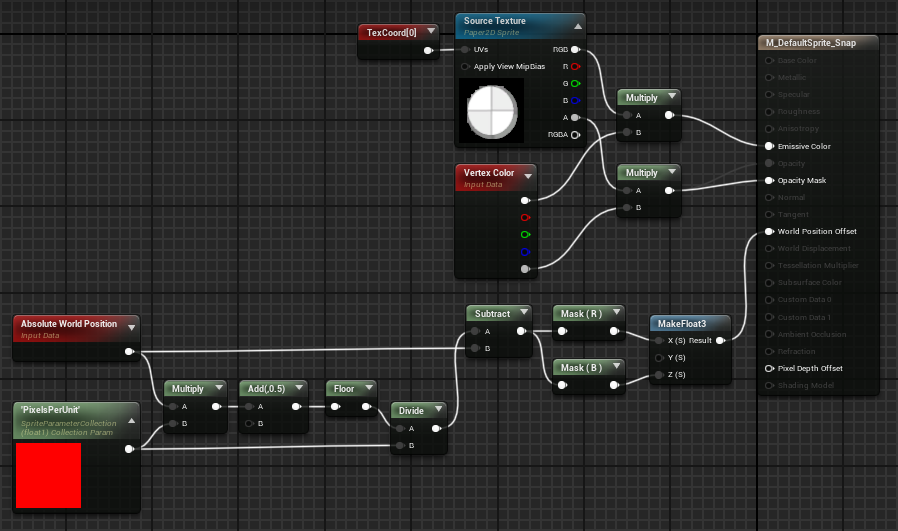 TexCoord[0]
Source Texture
Paper2D Sprite
UVs
RGB
Apply View MipBias
R
G
B
A
RGBA
Multiply
A
B
Vertex Color
Input Data
Multiply
A
B
M_DefaultSprite_Snap
Base Color
Metallic
Specular
Roughness
Anisotropy
Emissive Color
Opacity
Opacity Mask
Normal
Tangent
World Position Offset
World Displacement
Tessellation Multiplier
Subsurface Color
Custom Data 0
Custom Data 1
Ambient Occlusion
Refraction
Pixel Depth Offset
Shading Model
Absolute World Position
Input Data
'PixelsPerUnit'
SpriteParameterCollection
(float1) Collection Param
Multiply
A
B
Add(,0.5)
A
B
Floor
Divide
A
B
Subtract
A
B
Mask ( R )
Mask ( B )
MakeFloat3
X (S) Result
Y (S)
Z (S)